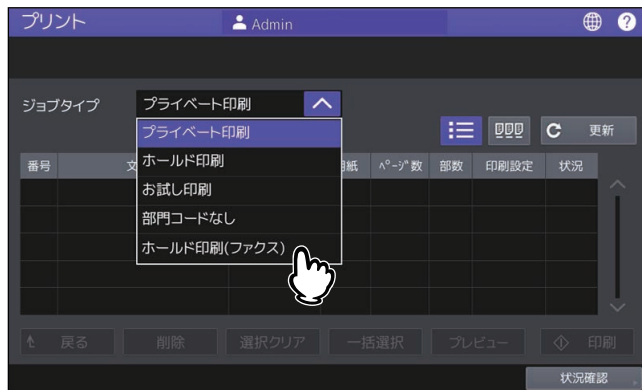 プリント
Admin
?
ジョブタイプ
プライベート印刷
プライベート印刷
ホールド印刷
お試し印刷
部門コードなし
ホールド印刷(ファクス)
更新
番号 文 用紙 ページ数 部数 印刷設定 状況
戻る 削除 選択クリア 一括選択 プレビュー 印刷
状況確認